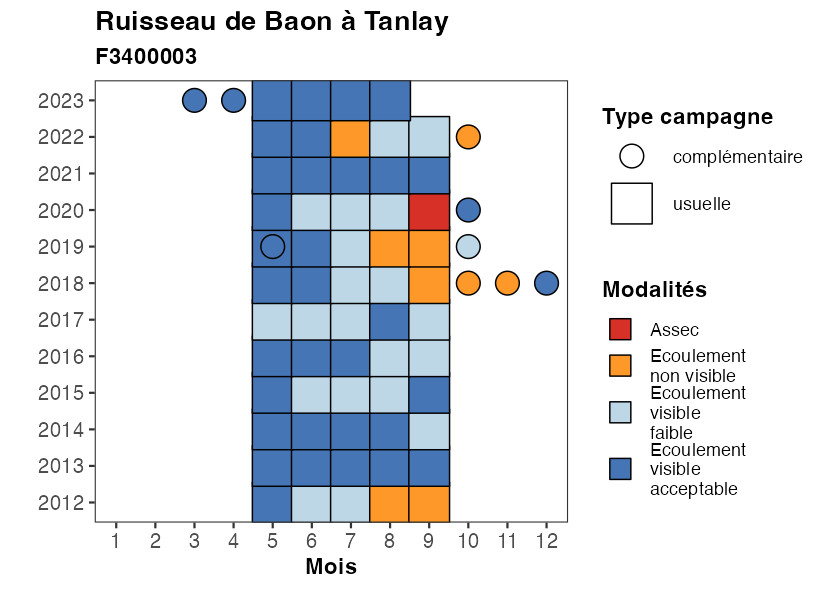 Ruisseau de Baon à Tanlay
F3400003
2023
2022
2021
2020
2019
2018
2017
2016
2015
2014
2013
2012
1 2 3 4 5 6 7 8 9 10 11 12
Mois
Type campagne
complémentaire
usuelle
Modalités
Assec
Ecoulement
non visible
Ecoulement
visible
faible
Ecoulement
visible
acceptable